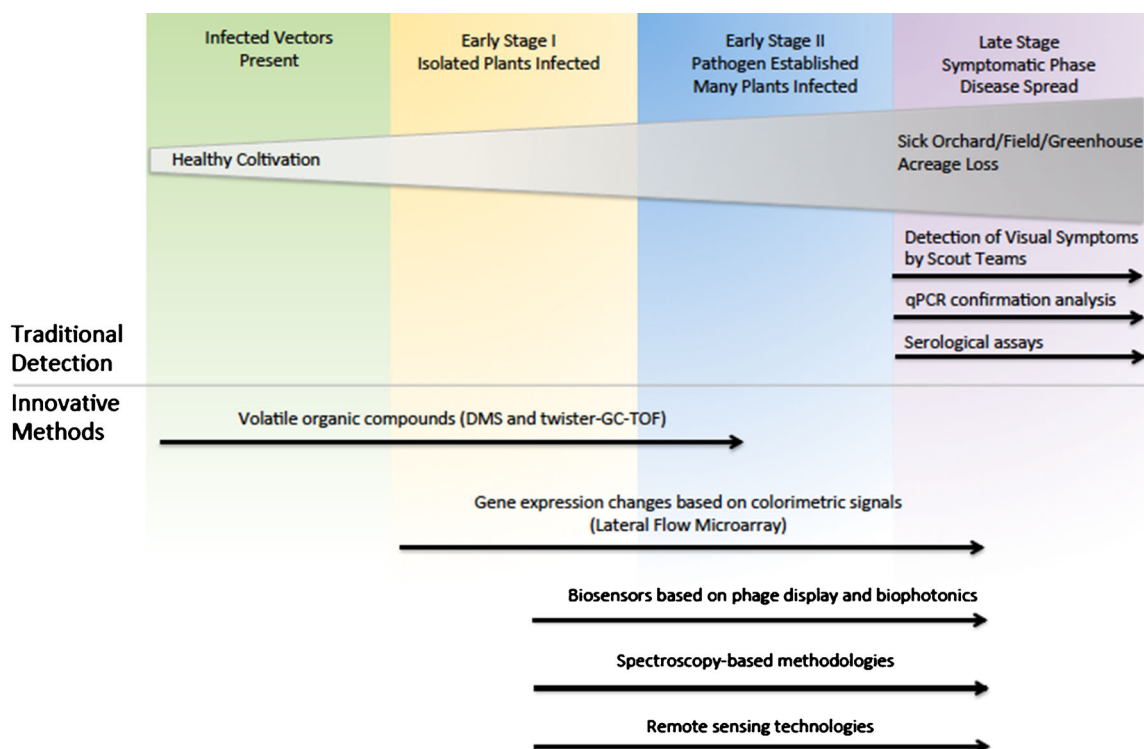 Infected Vectors
Present
Early Stage I
Isolated Plants Infected
Early Stage II
Pathogen Established
Many Plants Infected
Late Stage
Symptomatic Phase
Disease Spread
Healthy Coltivation
Sick Orchard/Field/Greenhouse
Acreage Loss
Detection of Visual Symptoms
by Scout Teams
qPCR confirmation analysis
Serological assays
Traditional
Detection
Innovative
Methods
Volatile organic compounds (DMS and twister-GC-TOF)
Gene expression changes based on colorimetric signals
(Lateral Flow Microarray)
Biosensors based on phage display and biophotonics
Spectroscopy-based methodologies
Remote sensing technologies